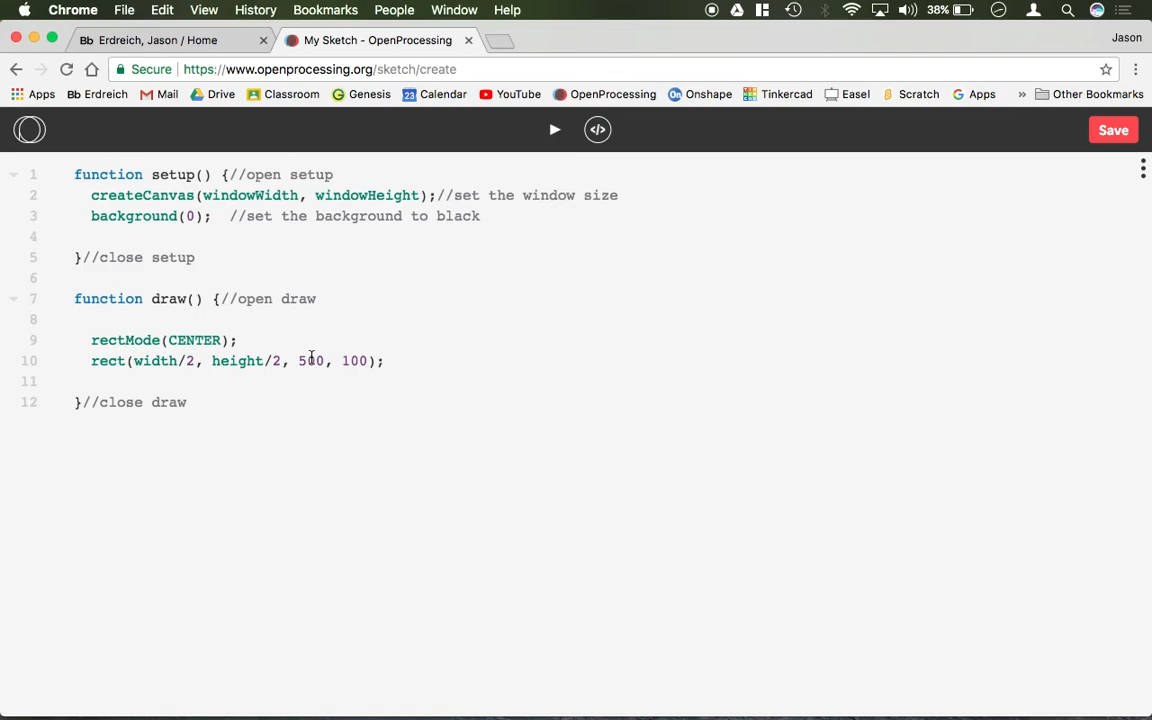 Chrome File Edit View History Bookmarks People Window Help 38%
Bb Erdreich, Jason / Home My Sketch - OpenProcessing Jason
Secure https://www.openprocessing.org/sketch/create
Apps Bb Erdreich Mail Drive Classroom Genesis 23 Calendar YouTube OpenProcessing On Onshape Tinkercad Easel Scratch Apps » Other Bookmarks
</> Save
1 function setup() {//open setup
2 createCanvas(windowWidth, windowHeight);//set the window size
3 background(0); //set the background to black
4
5 }//close setup
6
7 function draw() {//open draw
8
9 rectMode(CENTER);
10 rect(width/2, height/2, 500, 100);
11
12 }//close draw